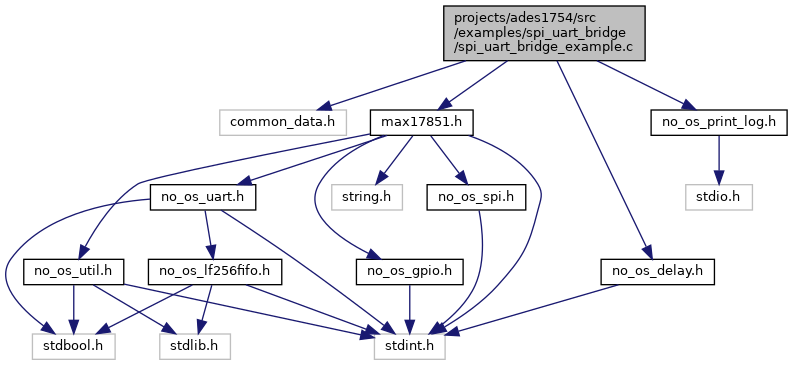 projects/ades1754/src
/examples/spi_uart_bridge
/spi_uart_bridge_example.c
common_data.h
max17851.h
no_os_print_log.h
no_os_uart.h
string.h
no_os_spi.h
stdio.h
no_os_util.h
no_os_lf256fifo.h
no_os_gpio.h
no_os_delay.h
stdbool.h
stdlib.h
stdint.h